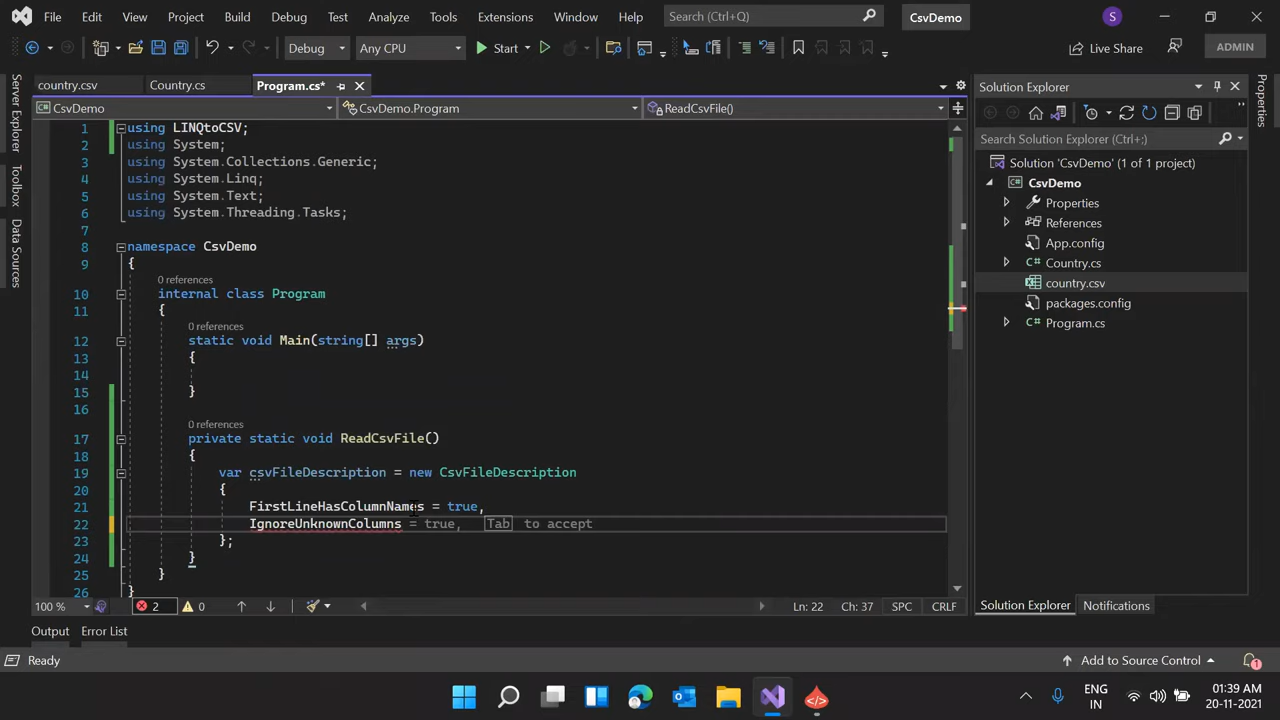 File Edit View Git Project Build Debug Test Analyze Tools Extensions Window Help Search (Ctrl+Q) CsvDemo S
Debug Any CPU Start Live Share ADMIN
country.csv Country.cs Program.cs*
CsvDemo CsvDemo.Program ReadCsvFile()
Server Explorer
Toolbox
Data Sources
1 using LINQtoCSV;
2 using System;
3 using System.Collections.Generic;
4 using System.Linq;
5 using System.Text;
6 using System.Threading.Tasks;
7
8 namespace CsvDemo
9 {
0 references
10 internal class Program
11 {
0 references
12 static void Main(string[] args)
13 {
14
15 }
16
0 references
17 private static void ReadCsvFile()
18 {
19 var csvFileDescription = new CsvFileDescription
20 {
21 FirstLineHasColumnNames = true,
22 IgnoreUnknownColumns = true, Tab to accept
23 };
24 }
25 }
26 }
100 % 2 0 Ln: 22 Ch: 37 SPC CRLF
Solution Explorer
Search Solution Explorer (Ctrl+;)
Solution 'CsvDemo' (1 of 1 project)
CsvDemo
Properties
References
App.config
Country.cs
country.csv
packages.config
Program.cs
Solution Explorer Notifications
Properties
Output Error List
Ready Add to Source Control 1
ENG
IN
01:39 AM
20-11-2021